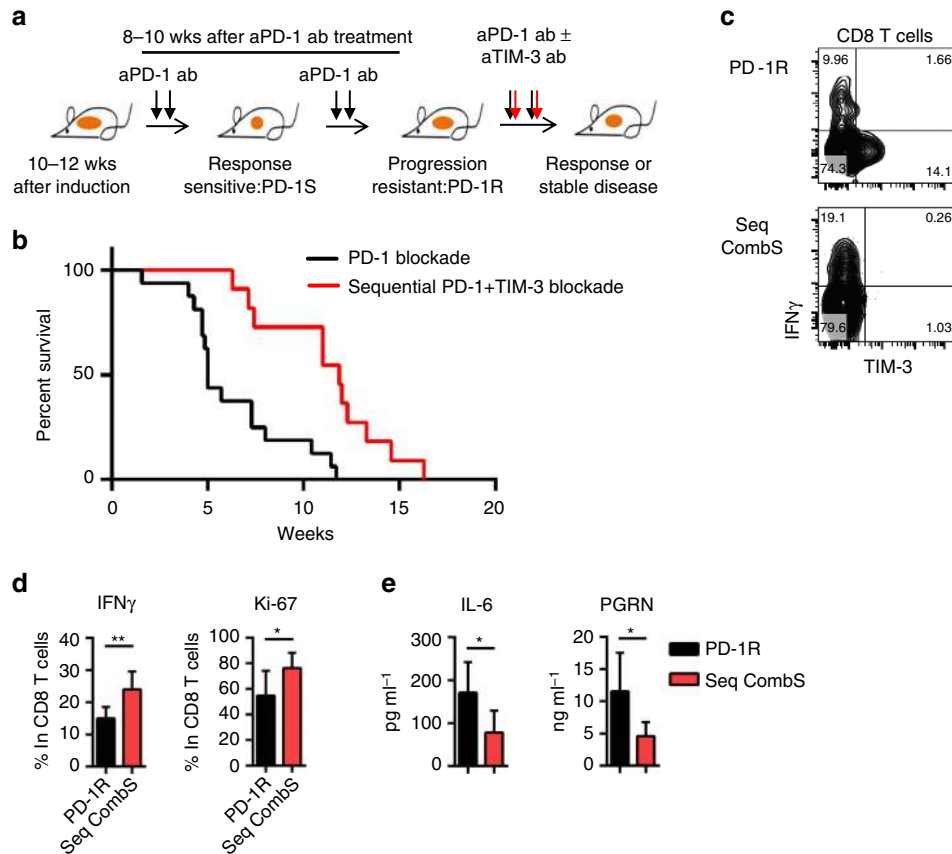 a
8–10 wks after aPD-1 ab treatment
aPD-1 ab ±
aTIM-3 ab
aPD-1 ab
aPD-1 ab
10–12 wks
after induction
Response
sensitive:PD-1S
Progression
resistant:PD-1R
Response or
stable disease
b
100
50
0
Percent survival
PD-1 blockade
Sequential PD-1+TIM-3 blockade
0
5
10
15
20
Weeks
c
CD8 T cells
PD-1R
9.96
1.66
74.3
14.1
Seq
CombS
19.1
0.26
79.6
1.03
IFNγ
TIM-3
d
IFNγ
% In CD8 T cells
40
30
20
10
0
**
PD-1R
Seq CombS
Ki-67
% In CD8 T cells
100
80
60
40
20
0
*
PD-1R
Seq CombS
e
IL-6
pg ml⁻¹
300
200
100
0
*
PGRN
ng ml⁻¹
20
15
10
5
0
*
PD-1R
Seq CombS